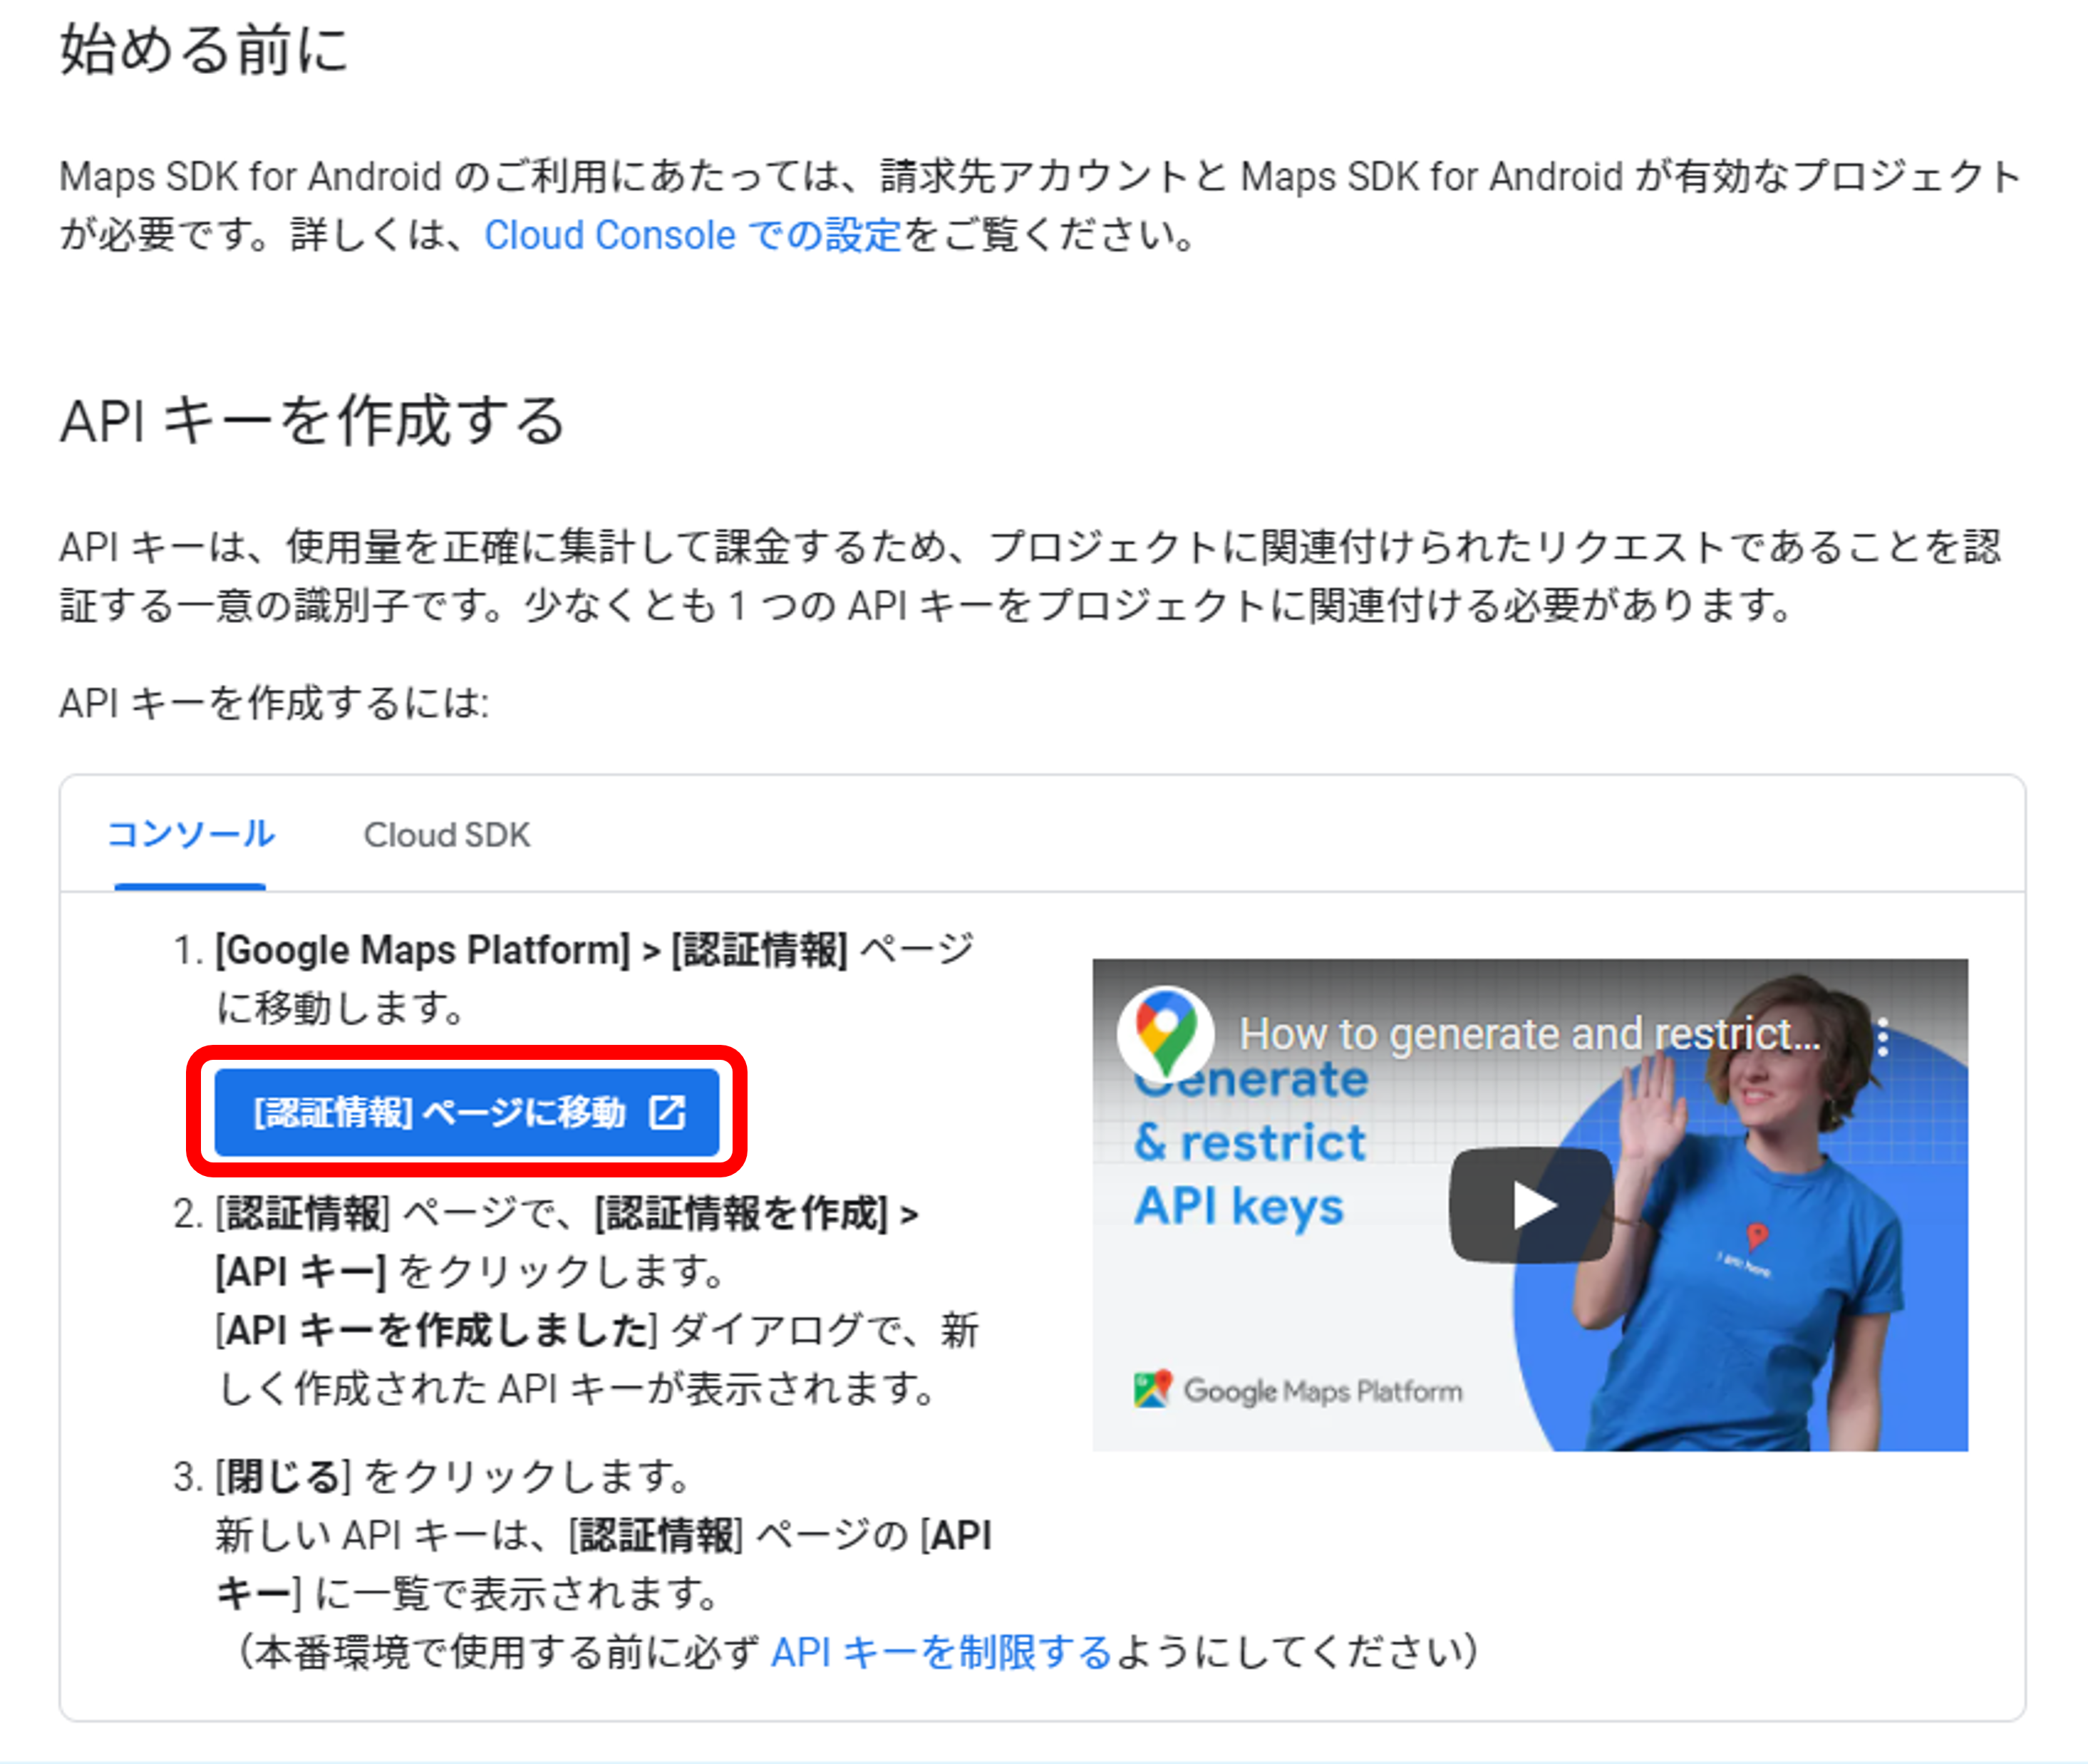 始める前に
Maps SDK for Android のご利用にあたっては、請求先アカウントと Maps SDK for Android が有効なプロジェクト
が必要です。詳しくは、Cloud Console での設定をご覧ください。
API キーを作成する
API キーは、使用量を正確に集計して課金するため、プロジェクトに関連付けられたリクエストであることを認
証する一意の識別子です。少なくとも 1 つの API キーをプロジェクトに関連付ける必要があります。
API キーを作成するには:
コンソール Cloud SDK
1. [Google Maps Platform] > [認証情報] ページ
に移動します。
[認証情報] ページに移動
2. [認証情報] ページで、[認証情報を作成] >
[API キー] をクリックします。
[API キーを作成しました] ダイアログで、新
しく作成された API キーが表示されます。
3. [閉じる] をクリックします。
新しい API キーは、[認証情報] ページの [API
キー] に一覧で表示されます。
（本番環境で使用する前に必ず API キーを制限するようにしてください）
How to generate and restrict...
Generate
& restrict
API keys
I am here
Google Maps Platform